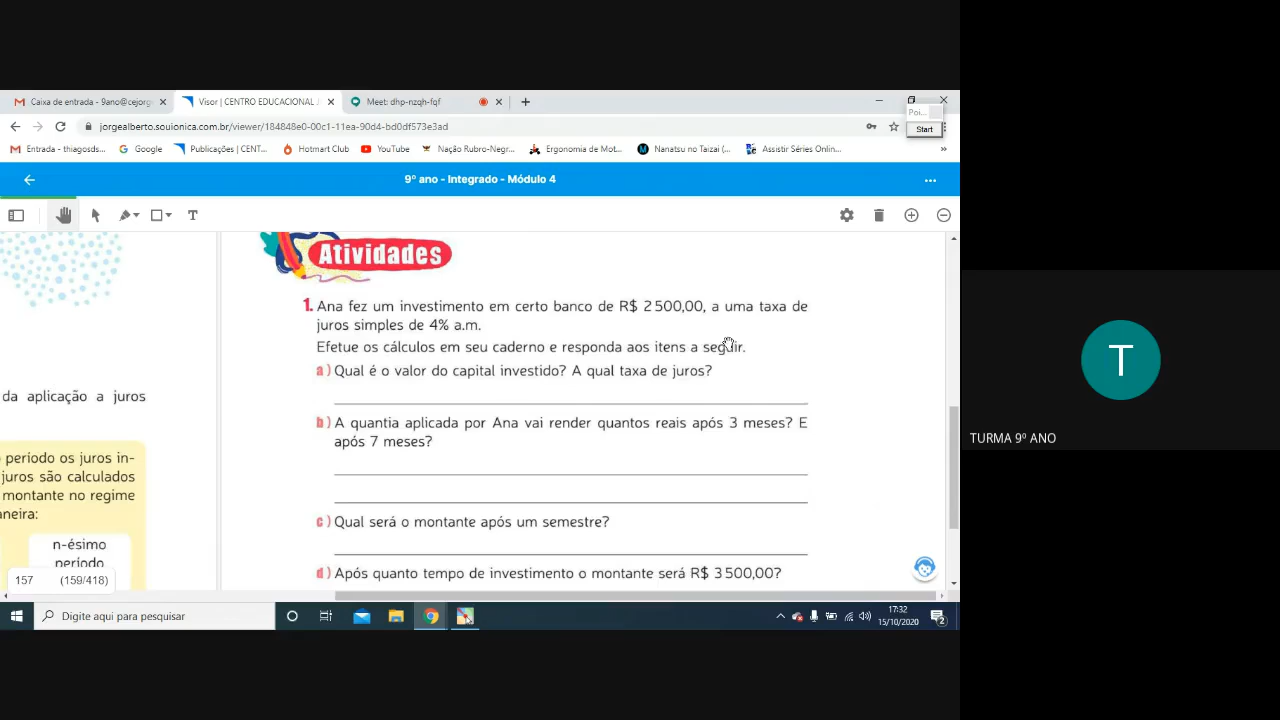 Caixa de entrada - 9ano@cejorg
Visor | CENTRO EDUCACIONAL J
Meet: dhp-nzqh-fqf
Poi...
Start
jorgealberto.souionica.com.br/viewer/184848e0-00c1-11ea-90d4-bd0df573e3ad
Entrada - thiagosds...
Google
Publicações | CENT...
Hotmart Club
YouTube
Nação Rubro-Negr...
Ergonomia de Mot...
Nanatsu no Taizai (...
Assistir Séries Onlin...
»
9º ano - Integrado - Módulo 4
T
Atividades
1. Ana fez um investimento em certo banco de R$ 2 500,00, a uma taxa de
juros simples de 4% a.m.
Efetue os cálculos em seu caderno e responda aos itens a seguir.
a) Qual é o valor do capital investido? A qual taxa de juros?
b) A quantia aplicada por Ana vai render quantos reais após 3 meses? E
após 7 meses?
c) Qual será o montante após um semestre?
d) Após quanto tempo de investimento o montante será R$ 3 500,00?
da aplicação a juros
período os juros in-
juros são calculados
montante no regime
aneira:
n-ésimo
período
157 (159/418)
Digite aqui para pesquisar
17:32
15/10/2020
2
T
TURMA 9º ANO